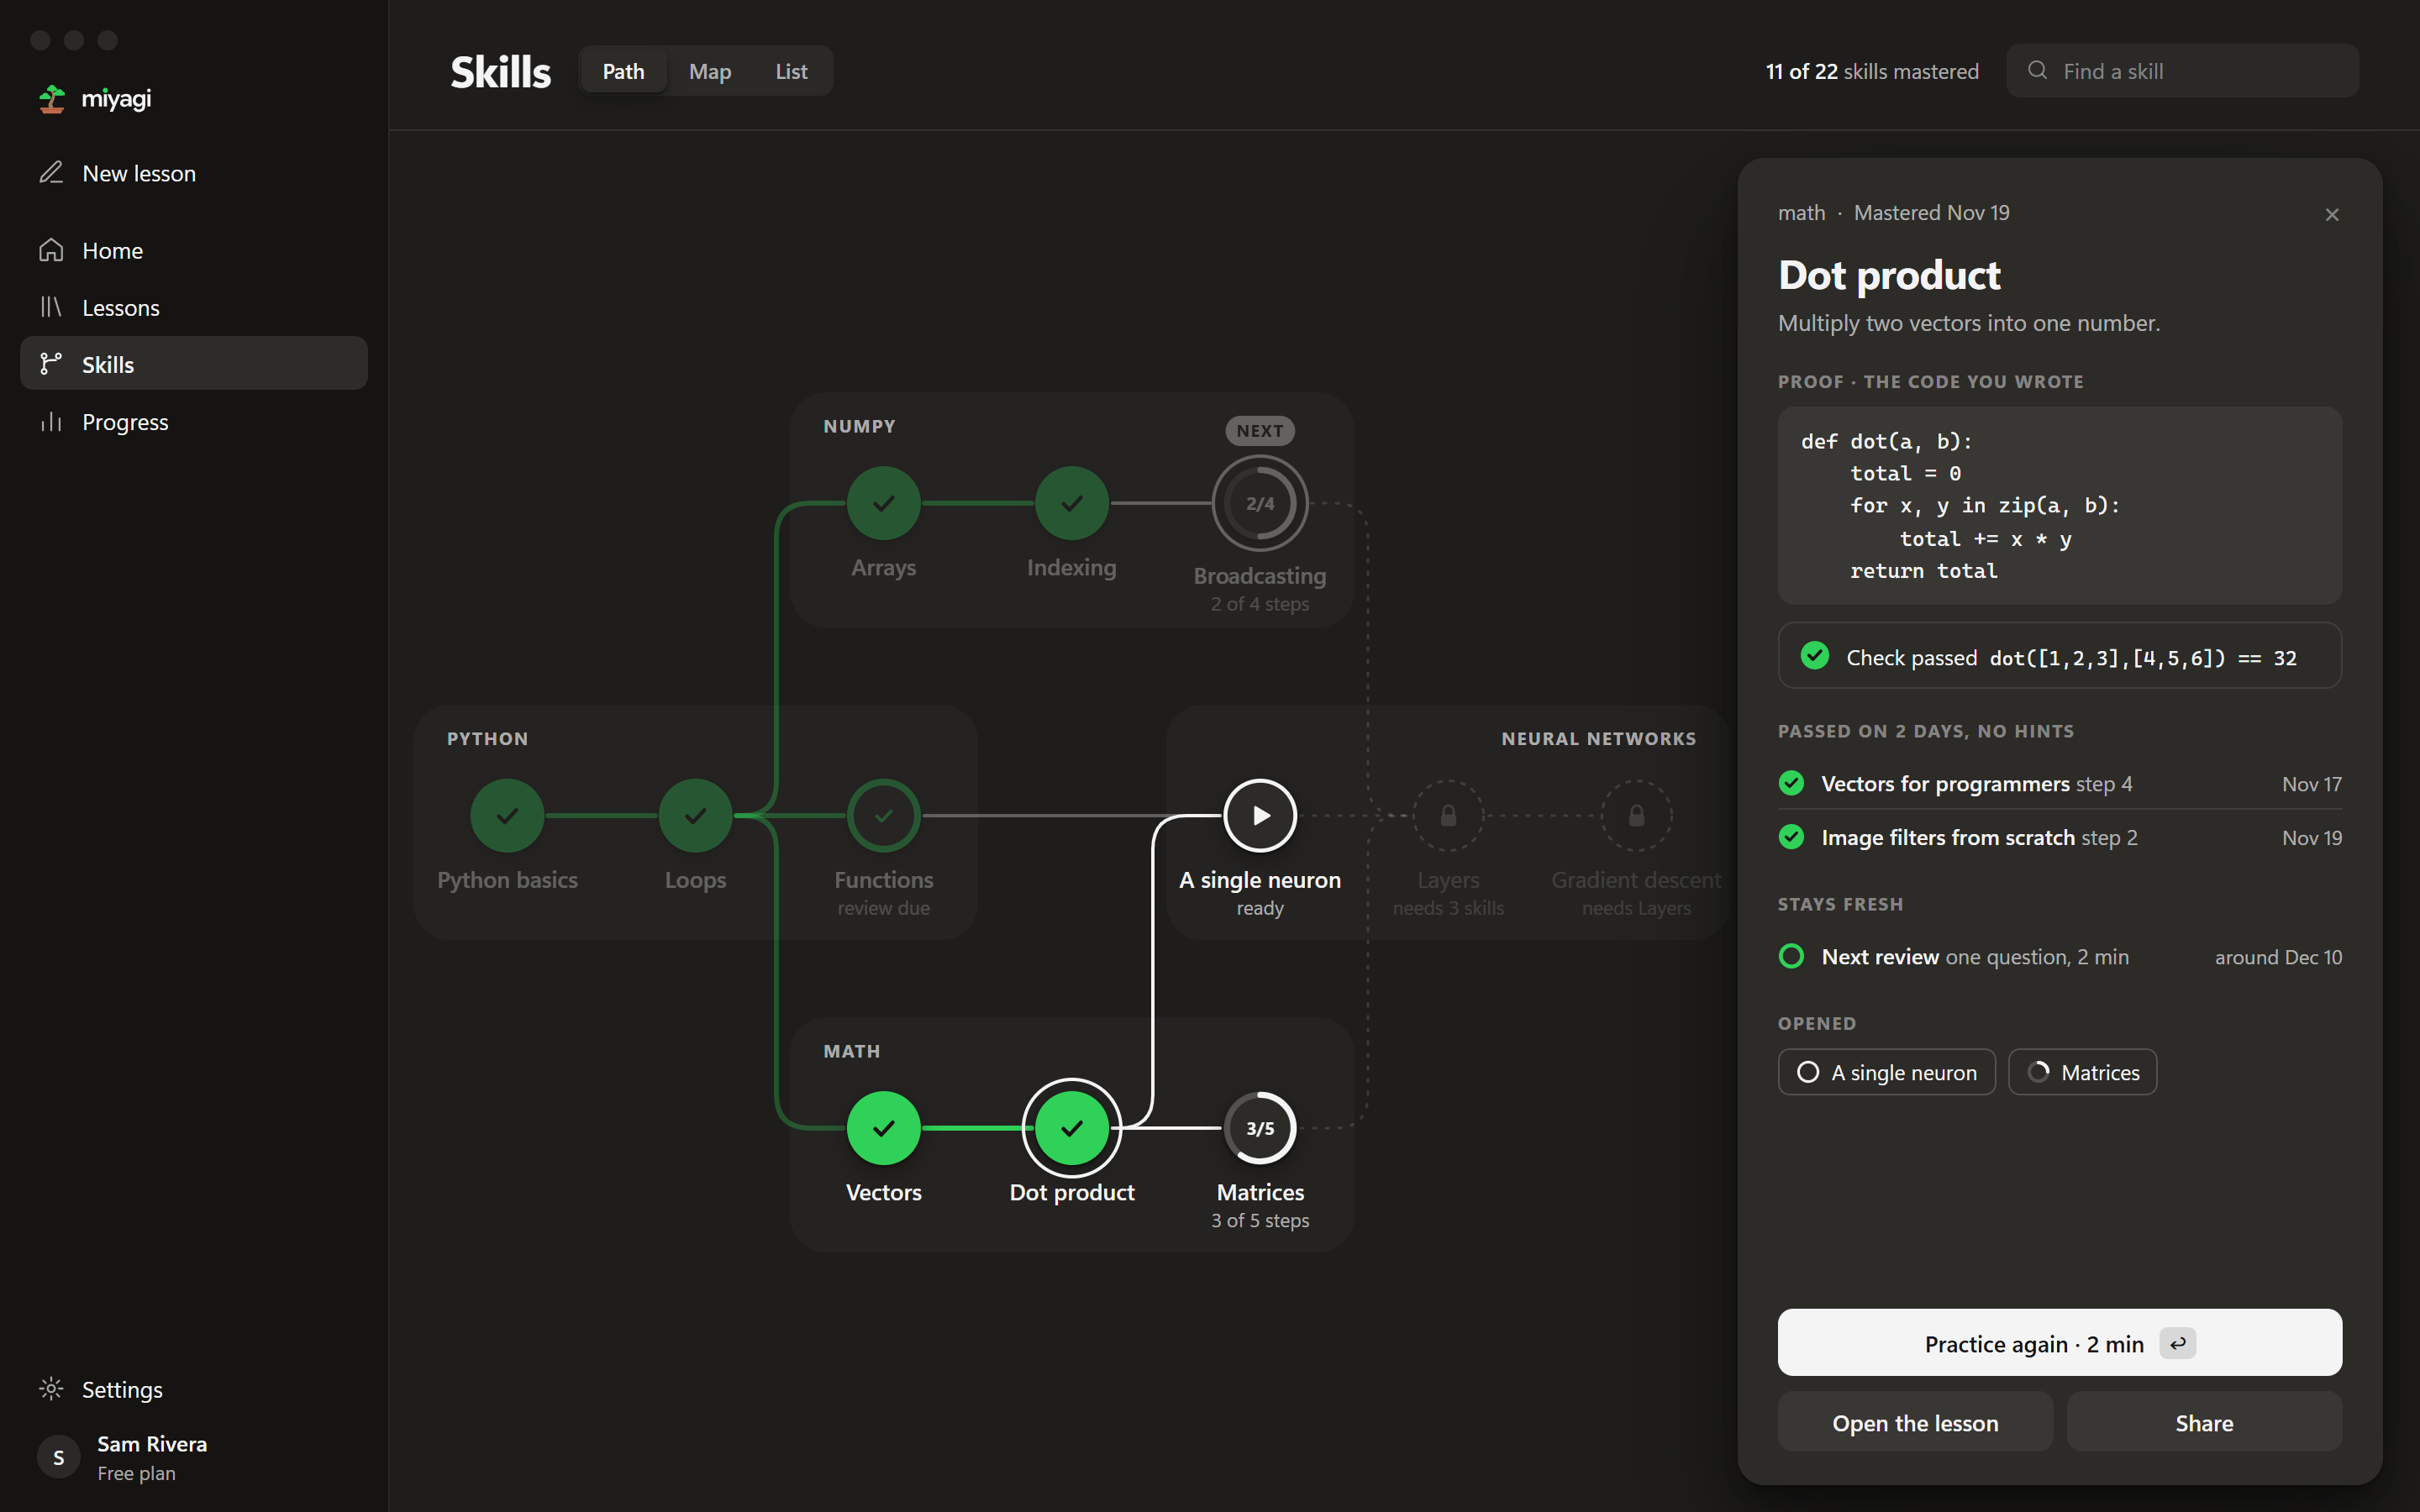 miyagi
New lesson
Home
Lessons
Skills
Progress
Settings
S
Sam Rivera
Free plan
Skills
Path
Map
List
11 of 22 skills mastered
Find a skill
NUMPY
NEXT
2/4
Arrays
Indexing
Broadcasting
2 of 4 steps
PYTHON
Python basics
Loops
Functions
review due
NEURAL NETWORKS
A single neuron
ready
Layers
needs 3 skills
Gradient descent
needs Layers
MATH
3/5
Vectors
Dot product
Matrices
3 of 5 steps
math · Mastered Nov 19
Dot product
Multiply two vectors into one number.
PROOF · THE CODE YOU WROTE
def dot(a, b):
    total = 0
    for x, y in zip(a, b):
        total += x * y
    return total
Check passed dot([1,2,3],[4,5,6]) == 32
PASSED ON 2 DAYS, NO HINTS
Vectors for programmers step 4 Nov 17
Image filters from scratch step 2 Nov 19
STAYS FRESH
Next review one question, 2 min around Dec 10
OPENED
A single neuron
Matrices
Practice again · 2 min
Open the lesson
Share